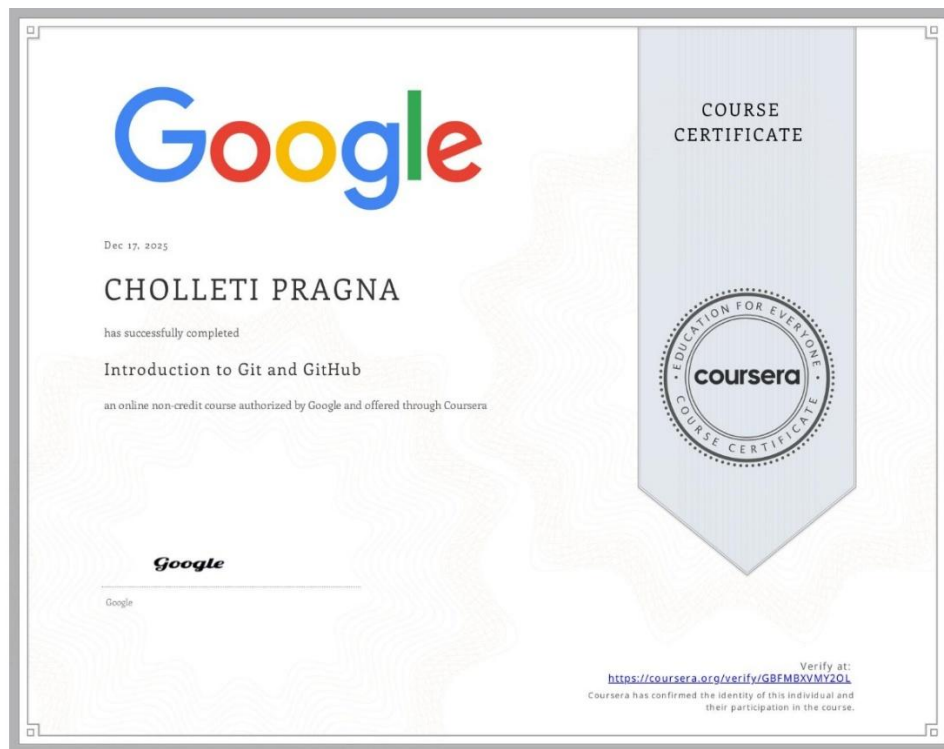 Google
COURSE
CERTIFICATE
Dec 17, 2025
CHOLLETI PRAGNA
has successfully completed
Introduction to Git and GitHub
an online non-credit course authorized by Google and offered through Coursera
EDUCATION FOR EVERYONE
coursera
COURSE CERTIFICATE
Google
Google
Verify at:
https://coursera.org/verify/GBFMBXVMY2OL
Coursera has confirmed the identity of this individual and
their participation in the course.